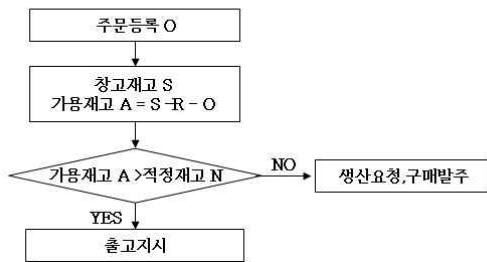 주문등록 O
창고재고 S
가용재고 A = S -R - O
가용재고 A >적정재고 N
NO
생산요청,구매발주
YES
출고지시